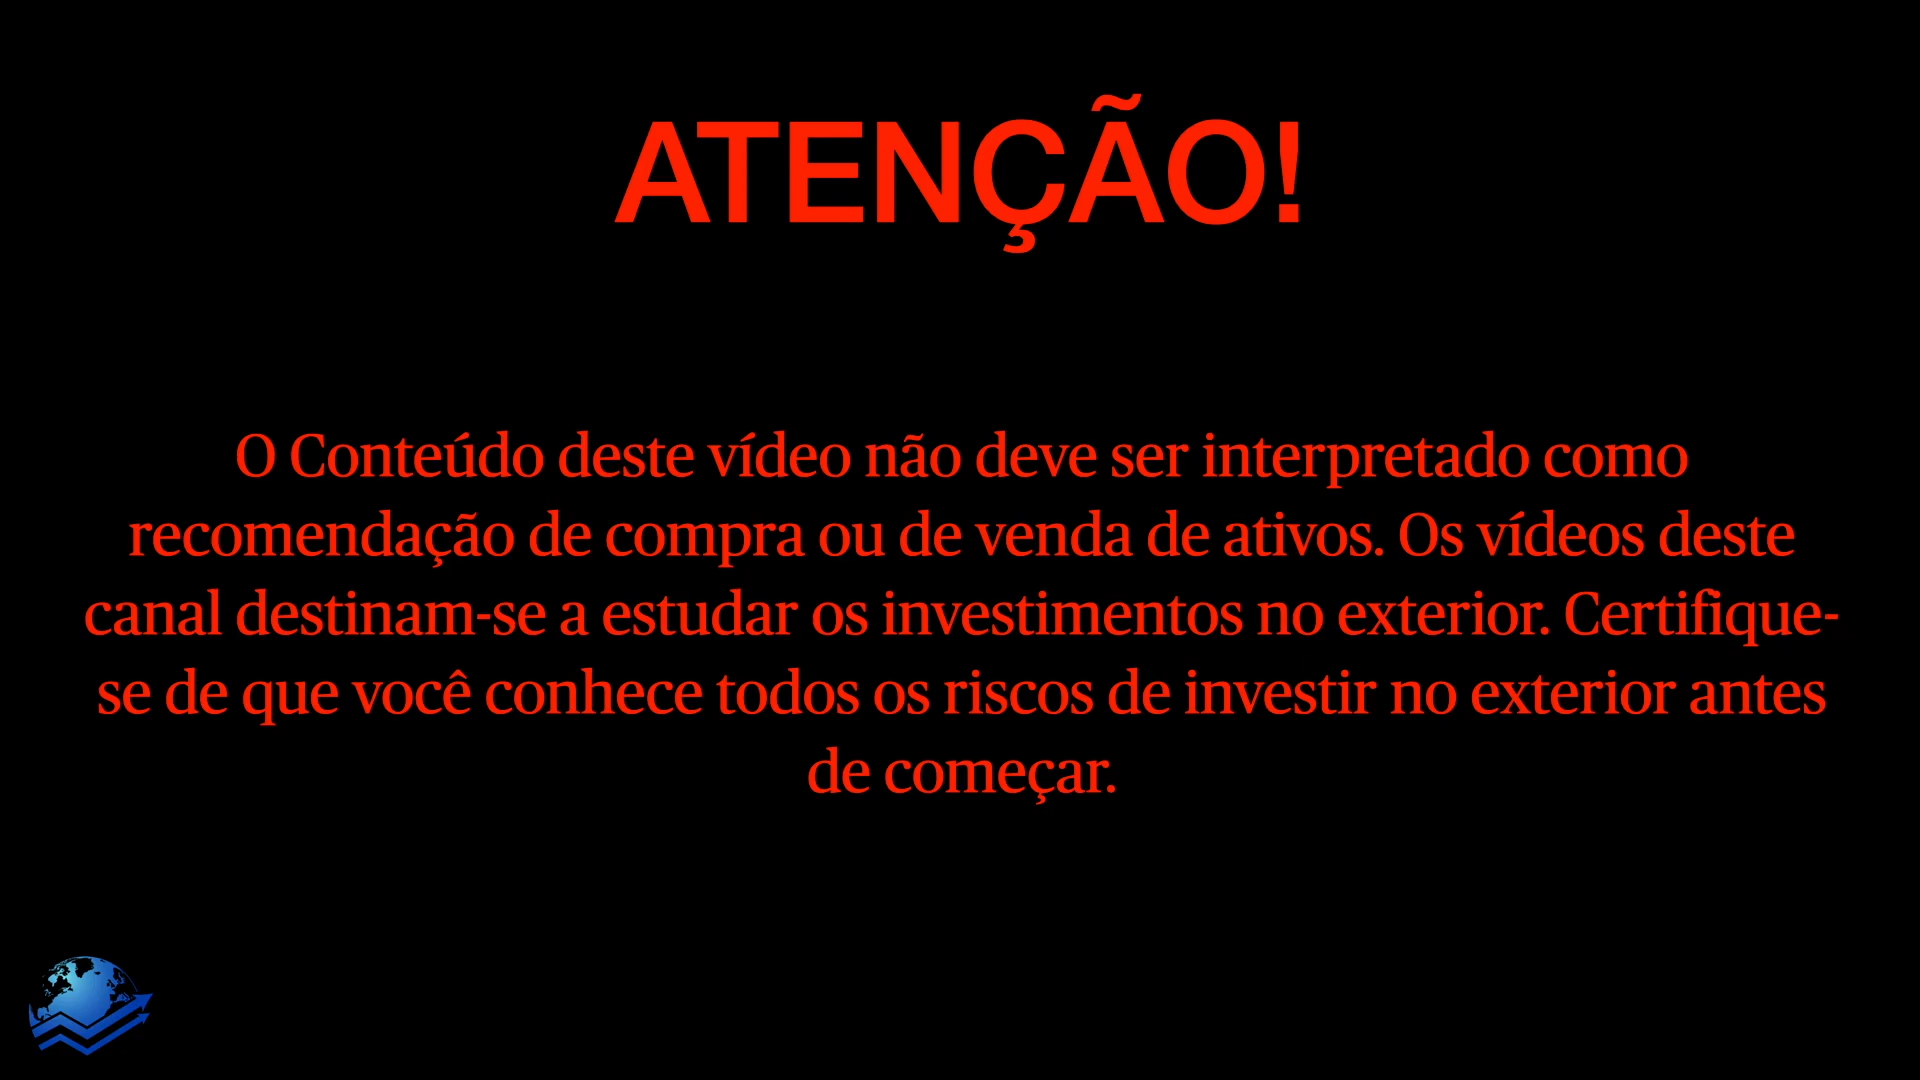 ATENÇÃO!
O Conteúdo deste vídeo não deve ser interpretado como
recomendação de compra ou de venda de ativos. Os vídeos deste
canal destinam-se a estudar os investimentos no exterior. Certifique-
se de que você conhece todos os riscos de investir no exterior antes
de começar.